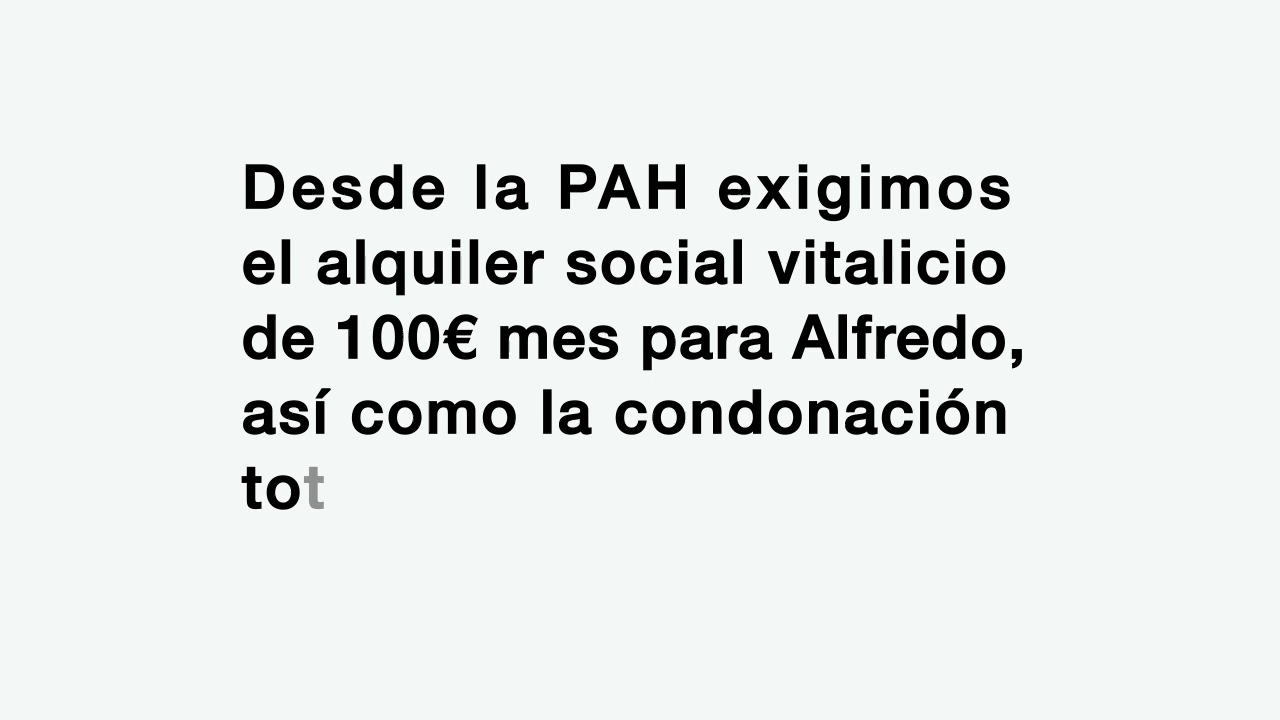 Desde la PAH exigimos
el alquiler social vitalicio
de 100€ mes para Alfredo,
así como la condonación
tot